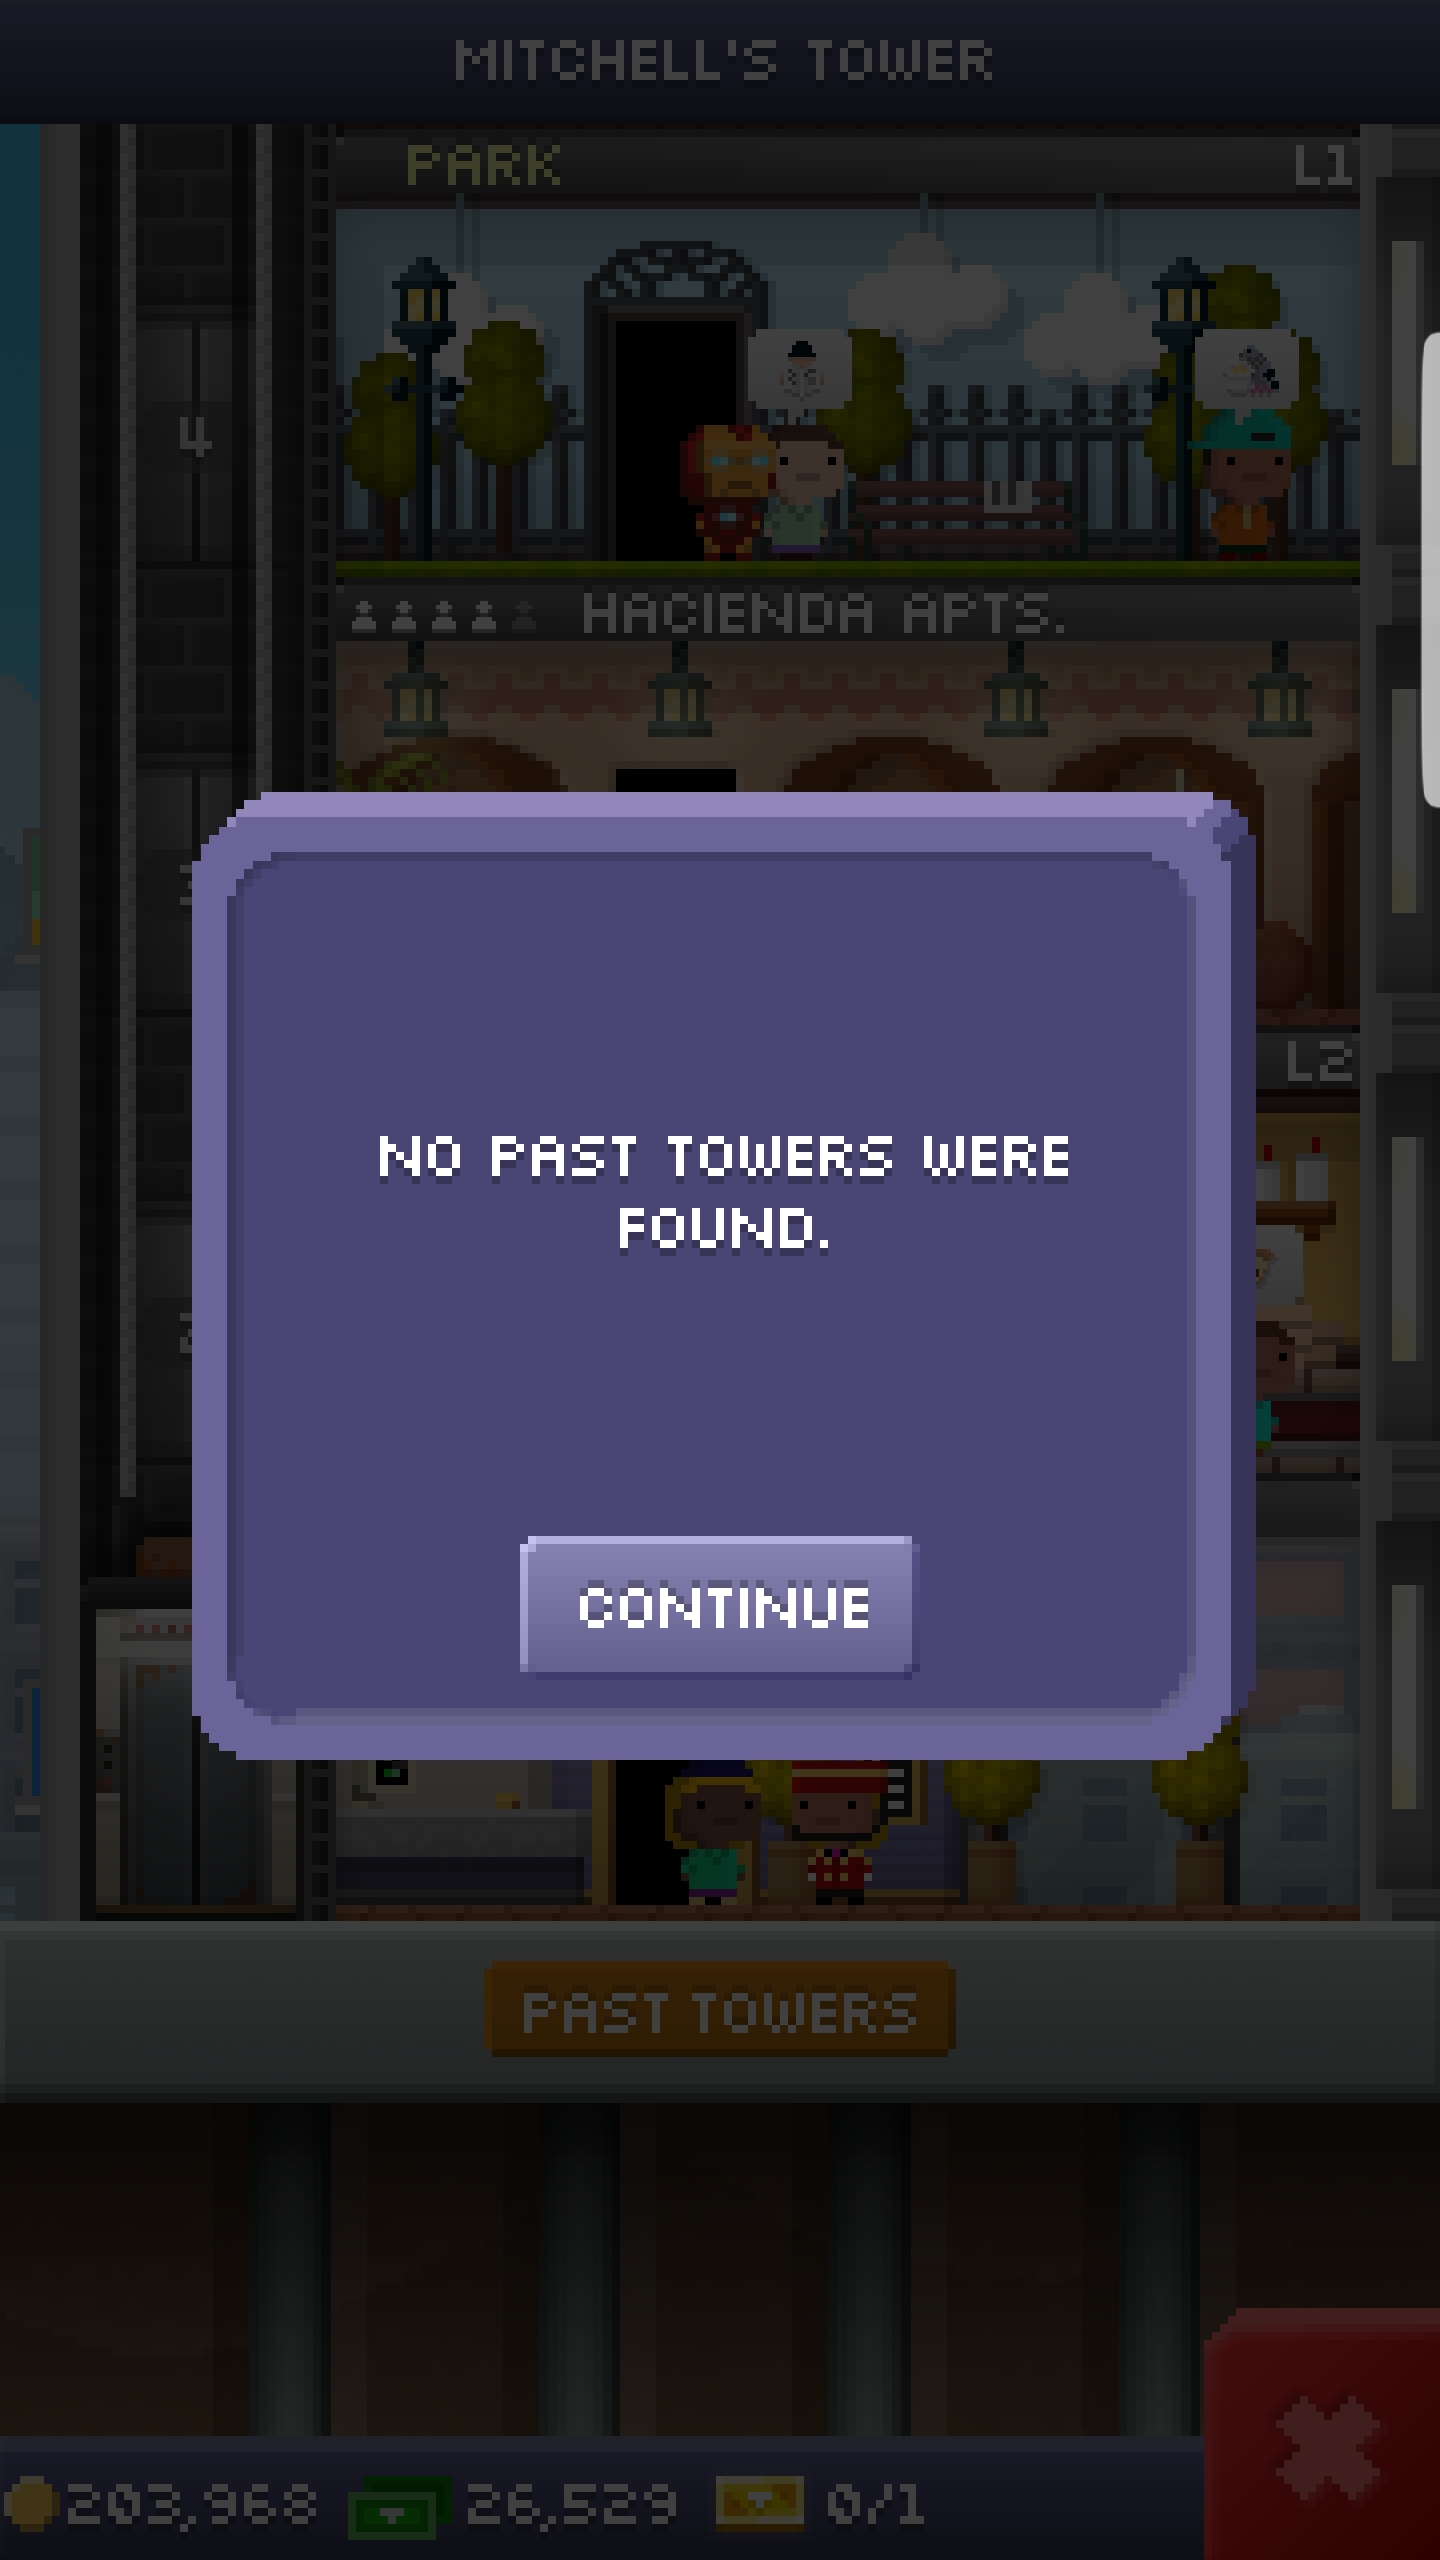 MITCHELL'S TOWER
PARK
L1
4
HACIENDA APTS.
L2
NO PAST TOWERS WERE
FOUND.
CONTINUE
PAST TOWERS
203,968
26,529
0/1